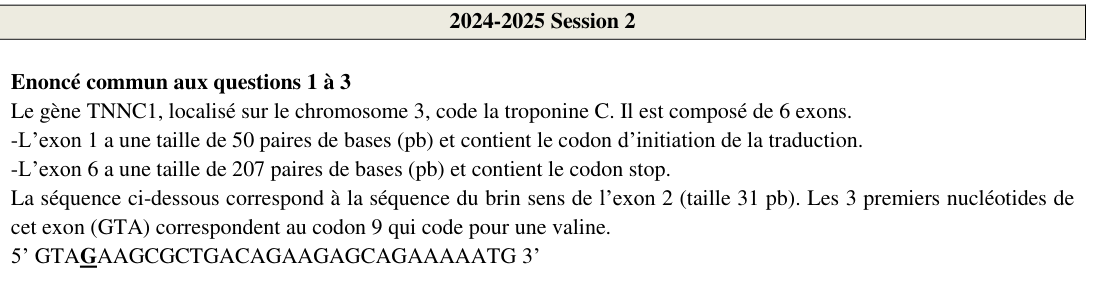 2024-2025 Session 2
Enoncé commun aux questions 1 à 3
Le gène TNNC1, localisé sur le chromosome 3, code la troponine C. Il est composé de 6 exons.
-L’exon 1 a une taille de 50 paires de bases (pb) et contient le codon d’initiation de la traduction.
-L’exon 6 a une taille de 207 paires de bases (pb) et contient le codon stop.
La séquence ci-dessous correspond à la séquence du brin sens de l’exon 2 (taille 31 pb). Les 3 premiers nucléotides de
cet exon (GTA) correspondent au codon 9 qui code pour une valine.
5’ GTAGAAGCGCTGACAGAAGAGCAGAAAAATG 3’